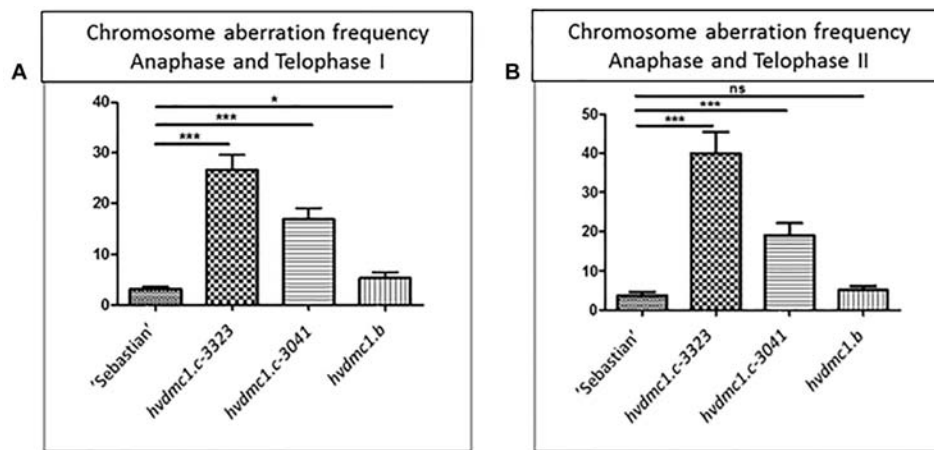 A
Chromosome aberration frequency
Anaphase and Telophase I
*
***
***
40
30
20
10
0
'Sebastian'
hvdmc1.c-3323
hvdmc1.c-3041
hvdmc1.b
B
Chromosome aberration frequency
Anaphase and Telophase II
ns
***
***
50
40
30
20
10
0
'Sebastian'
hvdmc1.c-3323
hvdmc1.c-3041
hvdmc1.b